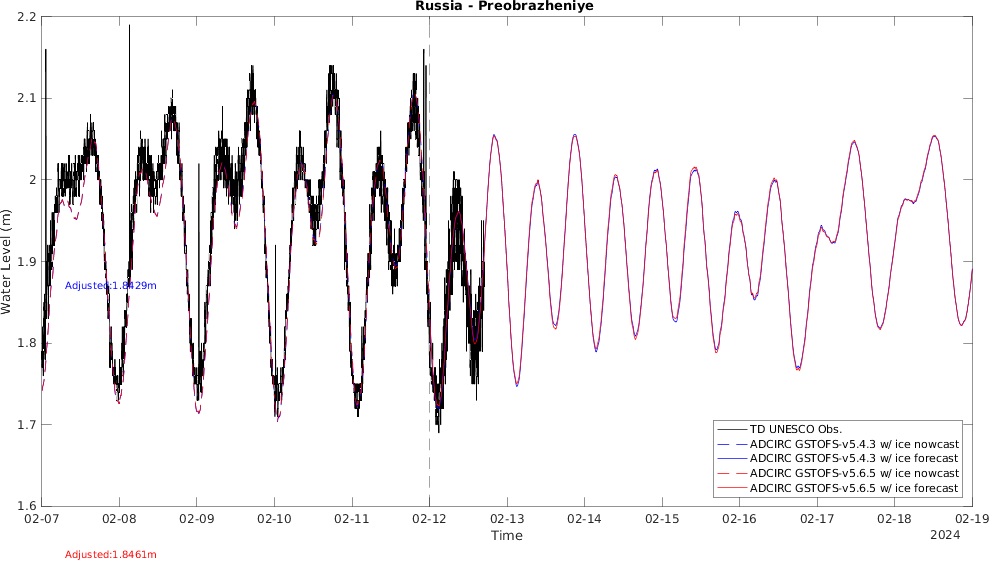 Russia - Preobrazheniye
2.2
2.1
2
1.9
1.8
1.7
1.6
Water Level (m)
Adjusted:1.8429m
TD UNESCO Obs.
ADCIRC GSTOFS-v5.4.3 w/ ice nowcast
ADCIRC GSTOFS-v5.4.3 w/ ice forecast
ADCIRC GSTOFS-v5.6.5 w/ ice nowcast
ADCIRC GSTOFS-v5.6.5 w/ ice forecast
02-07 02-08 02-09 02-10 02-11 02-12 02-13 02-14 02-15 02-16 02-17 02-18 02-19
Time
2024
Adjusted:1.8461m